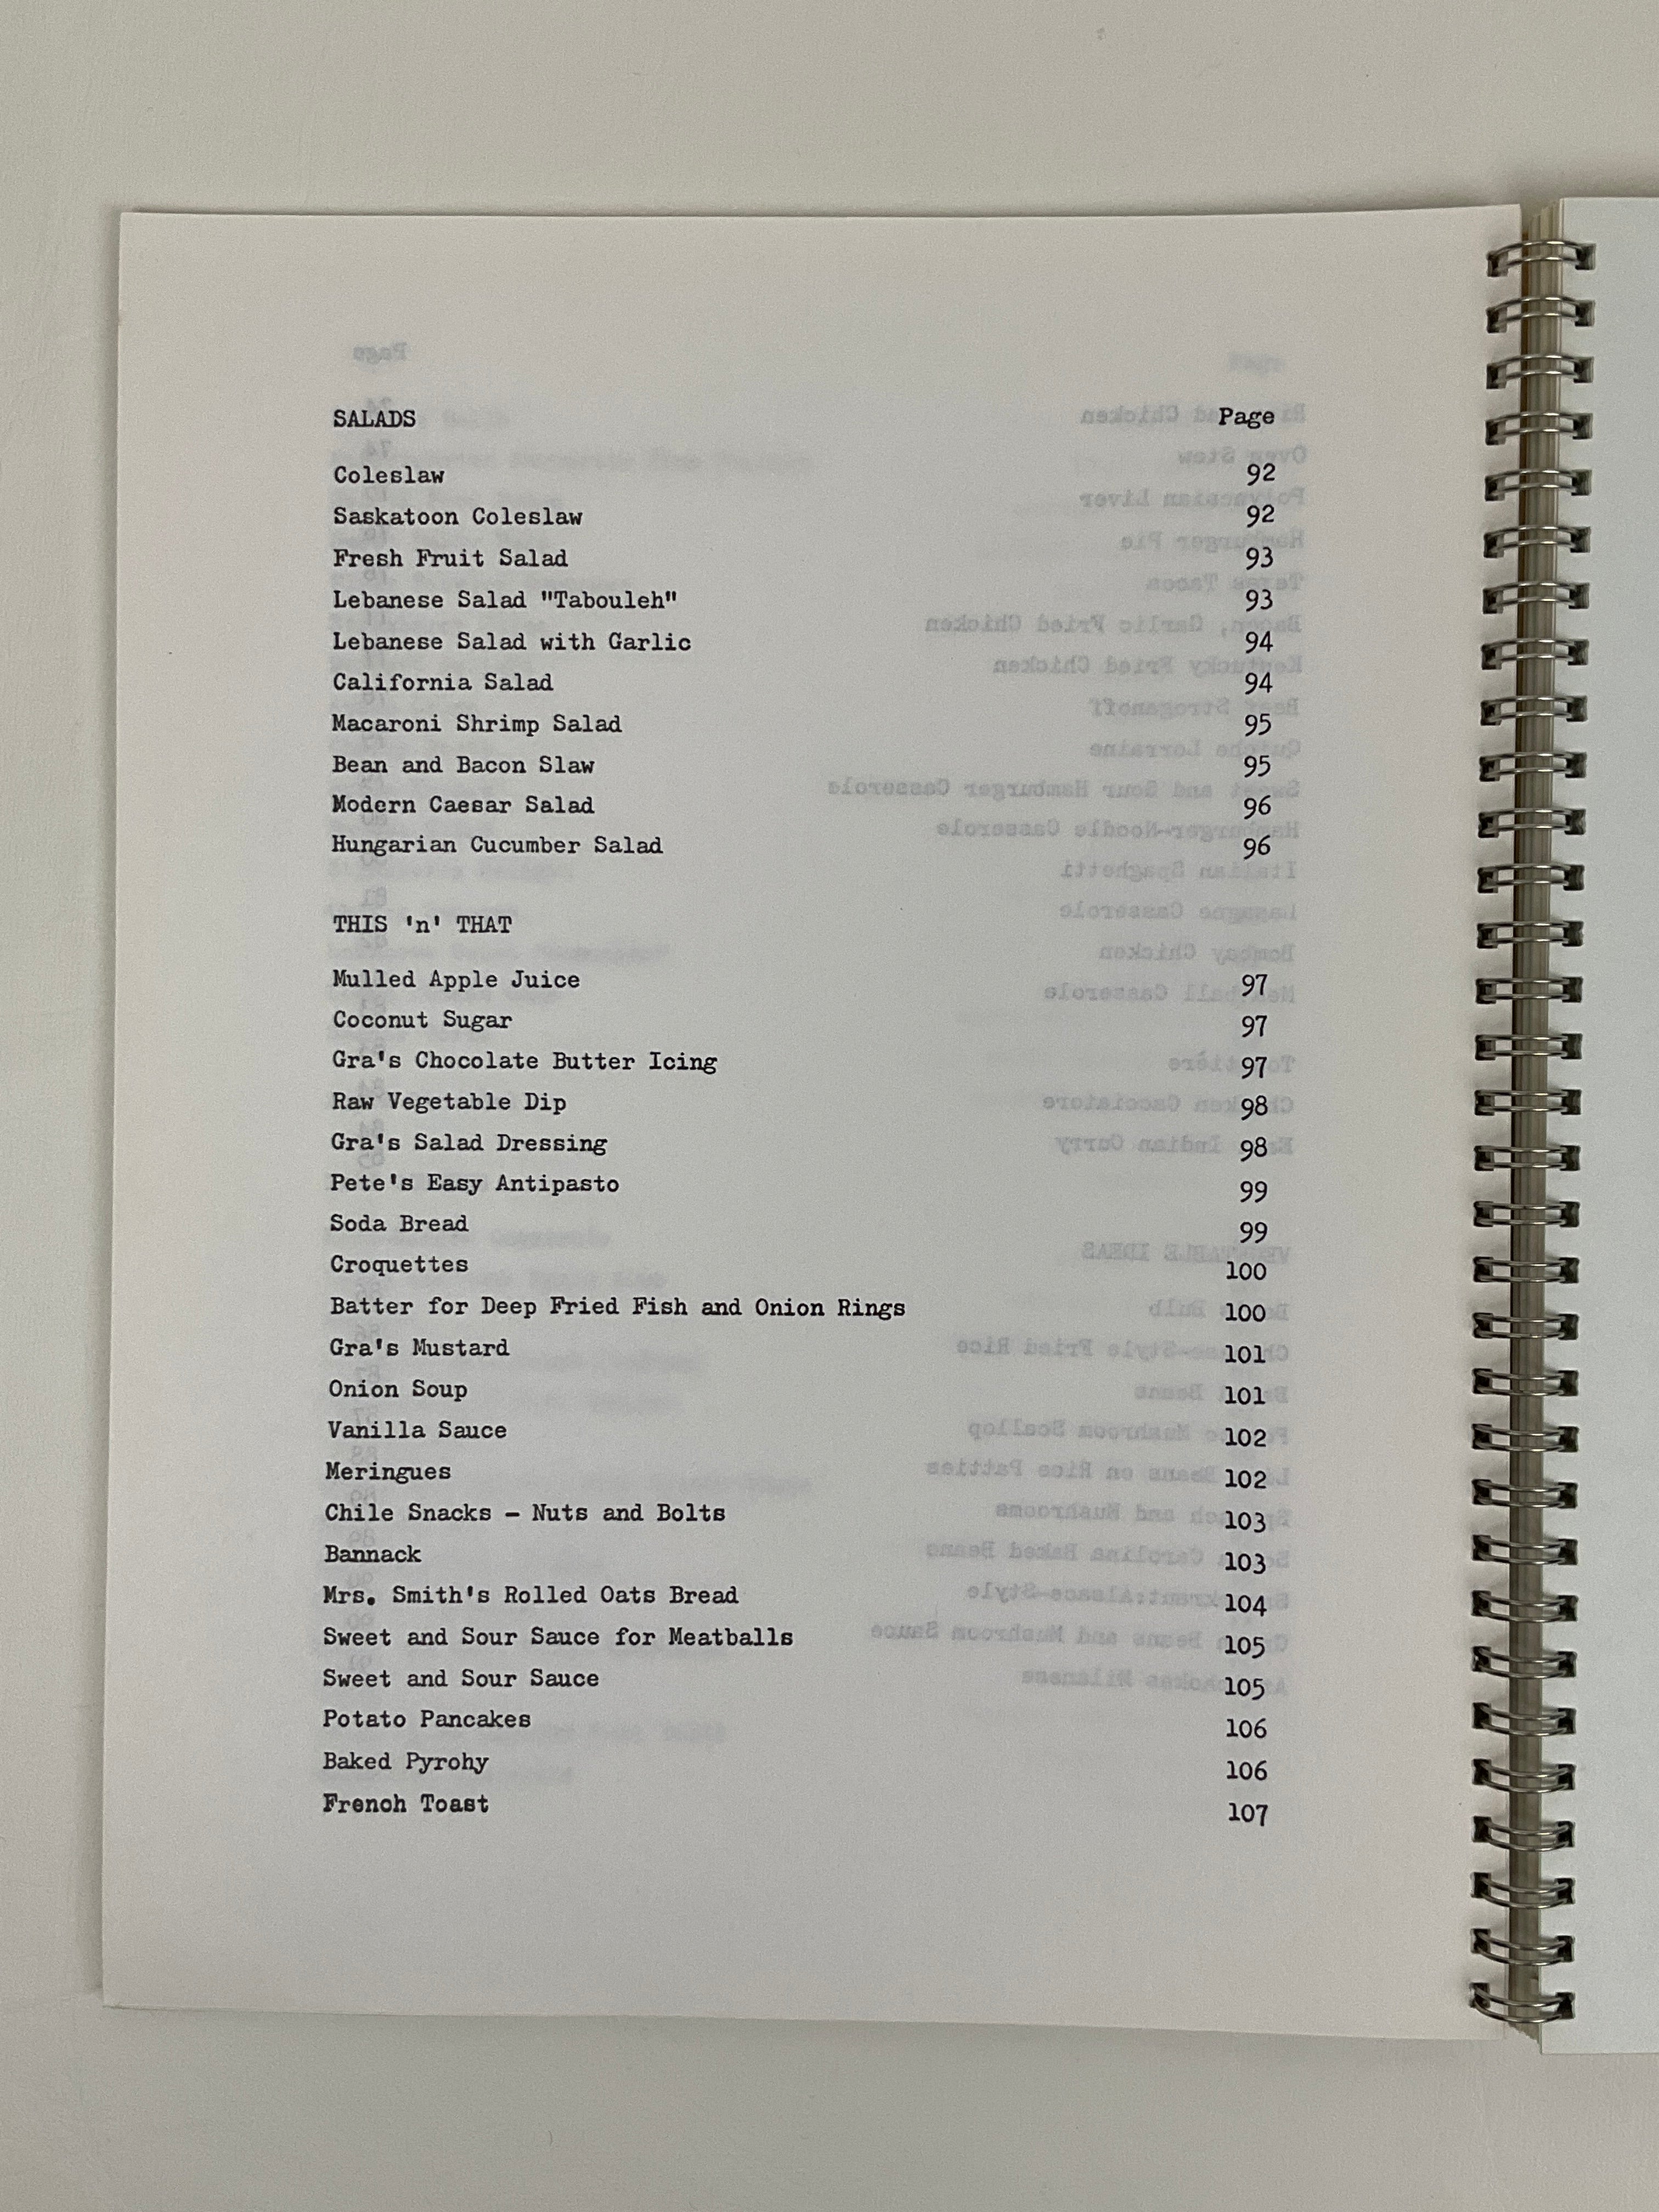 SALADS Page
Coleslaw 92
Saskatoon Coleslaw 92
Fresh Fruit Salad 93
Lebanese Salad "Tabouleh" 93
Lebanese Salad with Garlic 94
California Salad 94
Macaroni Shrimp Salad 95
Bean and Bacon Slaw 95
Modern Caesar Salad 96
Hungarian Cucumber Salad 96
THIS 'n' THAT
Mulled Apple Juice 97
Coconut Sugar 97
Gra's Chocolate Butter Icing 97
Raw Vegetable Dip 98
Gra's Salad Dressing 98
Pete's Easy Antipasto 99
Soda Bread 99
Croquettes 100
Batter for Deep Fried Fish and Onion Rings 100
Gra's Mustard 101
Onion Soup 101
Vanilla Sauce 102
Meringues 102
Chile Snacks - Nuts and Bolts 103
Bannack 103
Mrs. Smith's Rolled Oats Bread 104
Sweet and Sour Sauce for Meatballs 105
Sweet and Sour Sauce 105
Potato Pancakes 106
Baked Pyrohy 106
French Toast 107